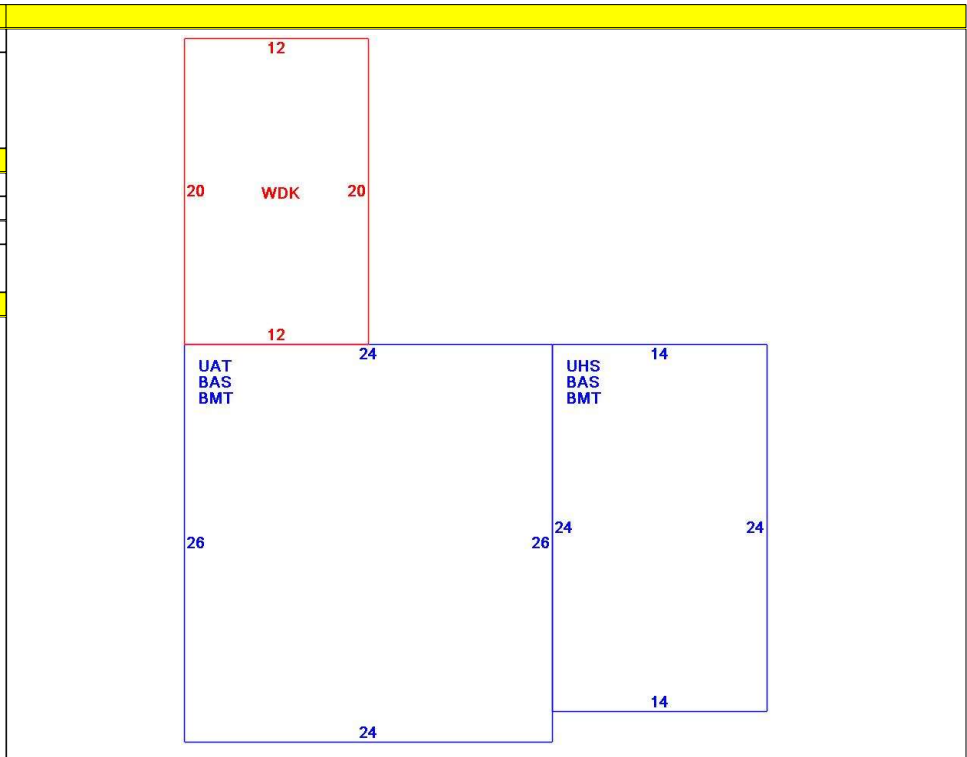 12
20 WDK 20
12
24 14
UAT UHS
BAS BAS
BMT BMT
24 24
26 26
14
24